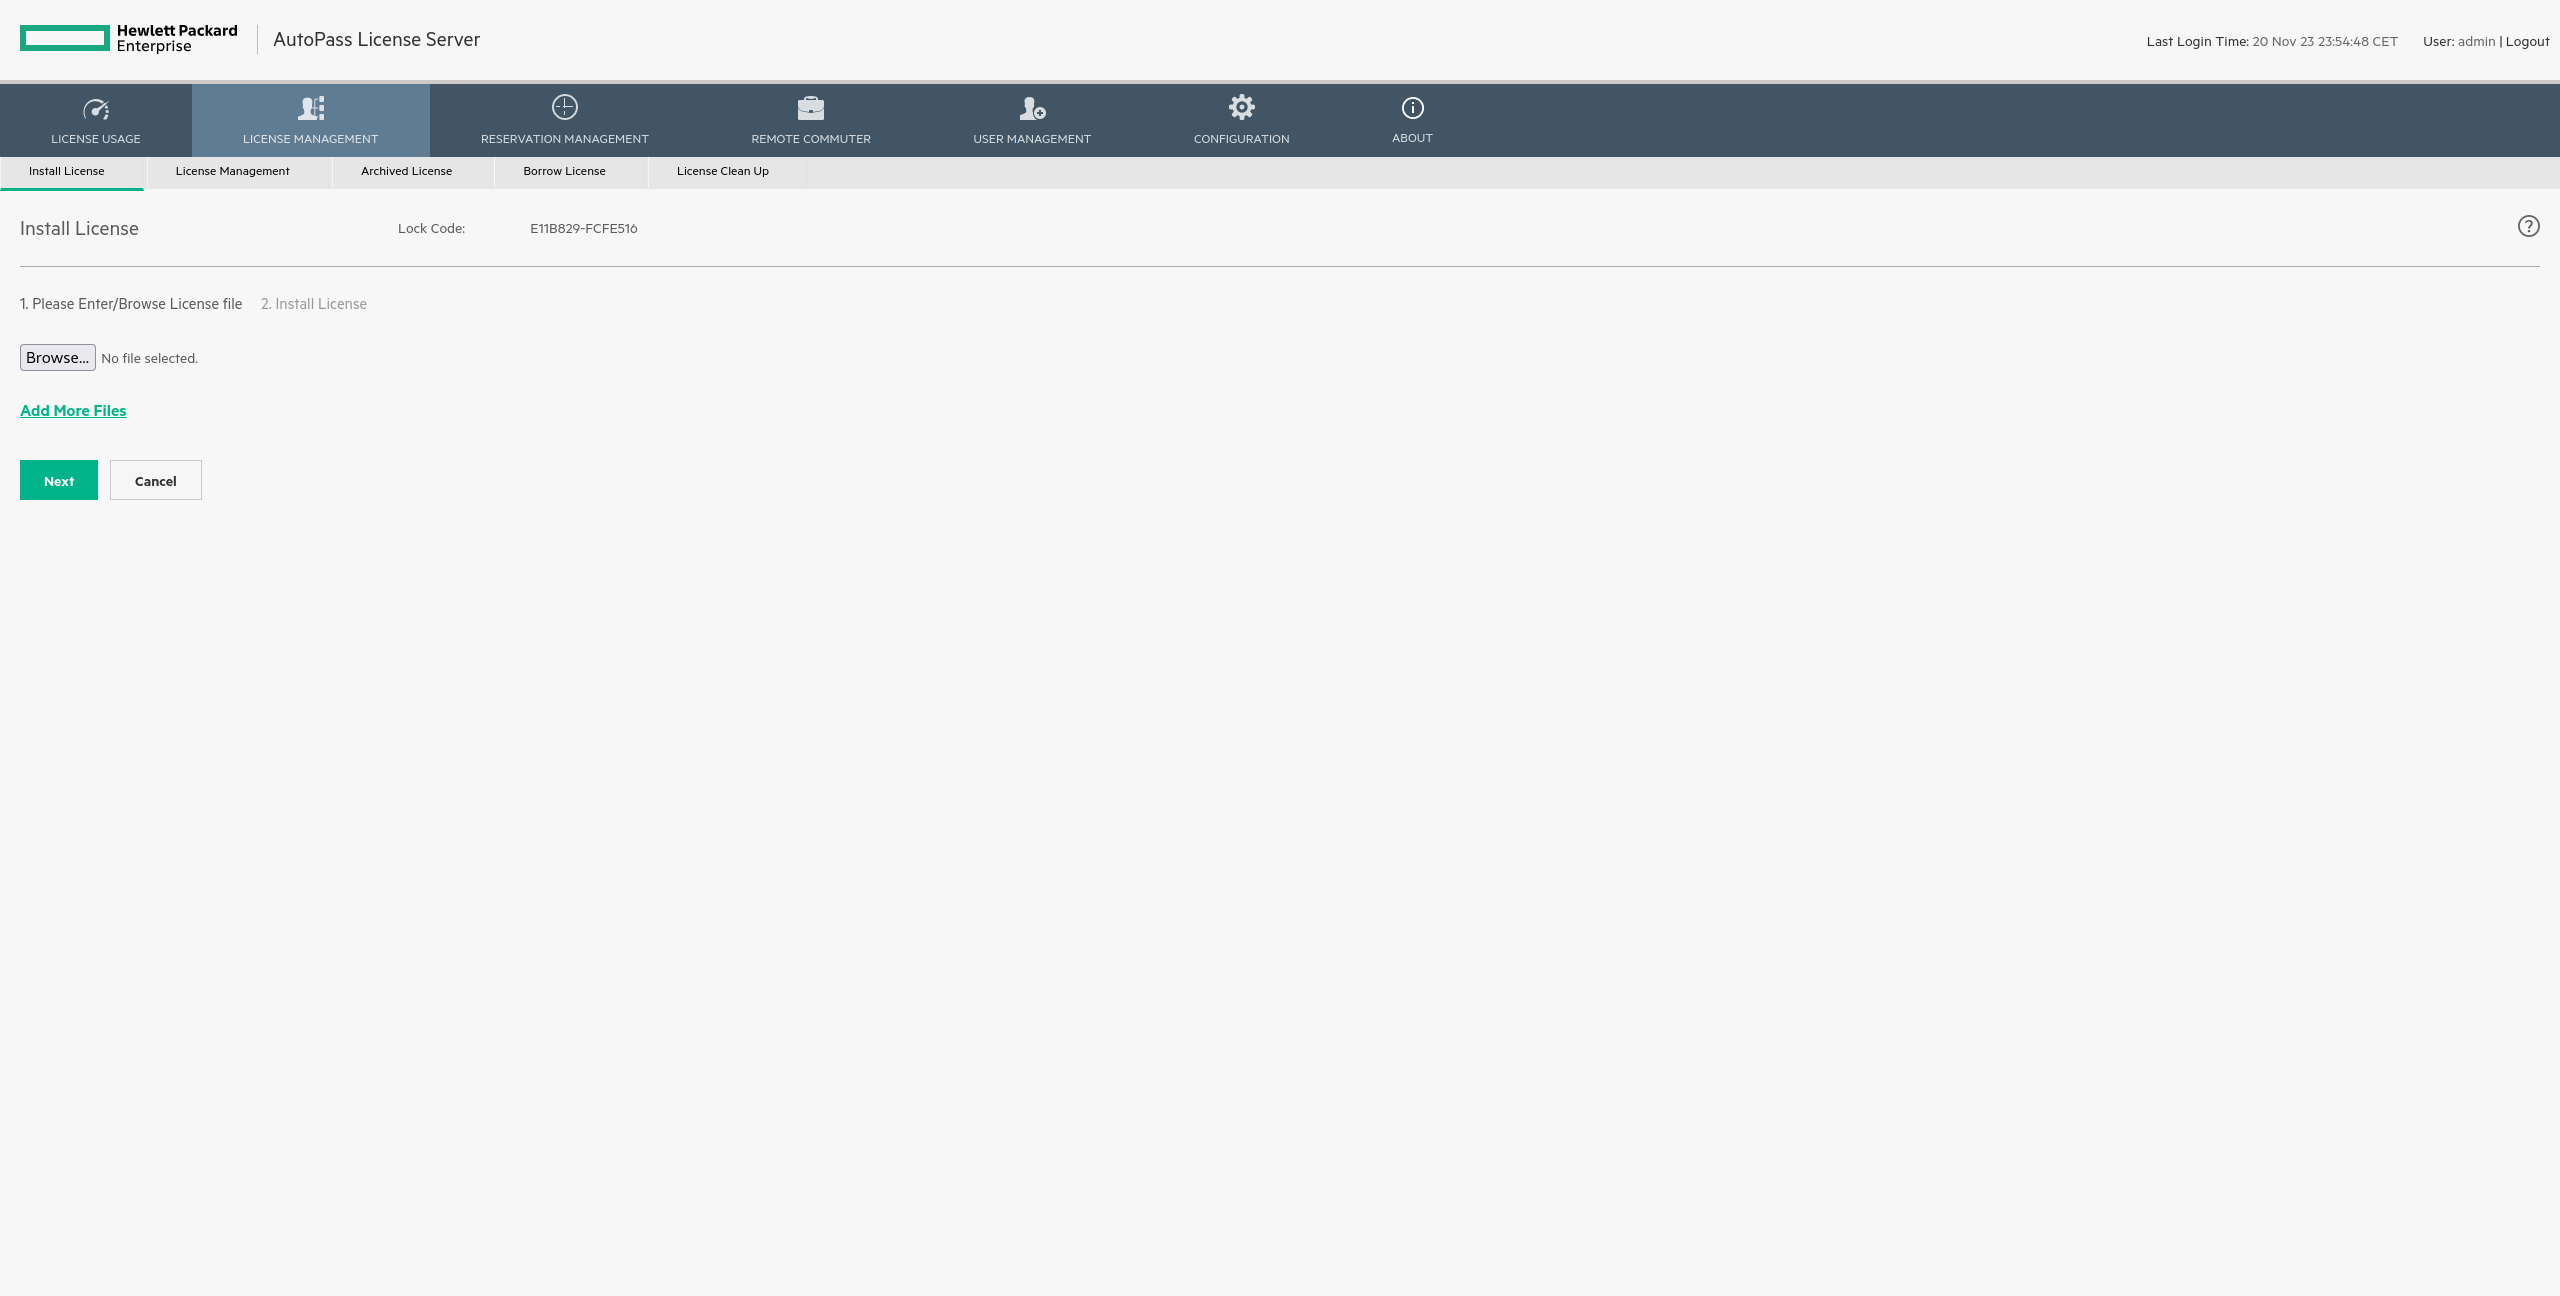 Hewlett Packard
Enterprise
AutoPass License Server
Last Login Time: 20 Nov 23 23:54:48 CET User: admin | Logout
LICENSE USAGE LICENSE MANAGEMENT RESERVATION MANAGEMENT REMOTE COMMUTER USER MANAGEMENT CONFIGURATION ABOUT
Install License License Management Archived License Borrow License License Clean Up
Install License Lock Code: E11B829-FCFE516
1. Please Enter/Browse License file 2. Install License
Browse... No file selected.
Add More Files
Next Cancel